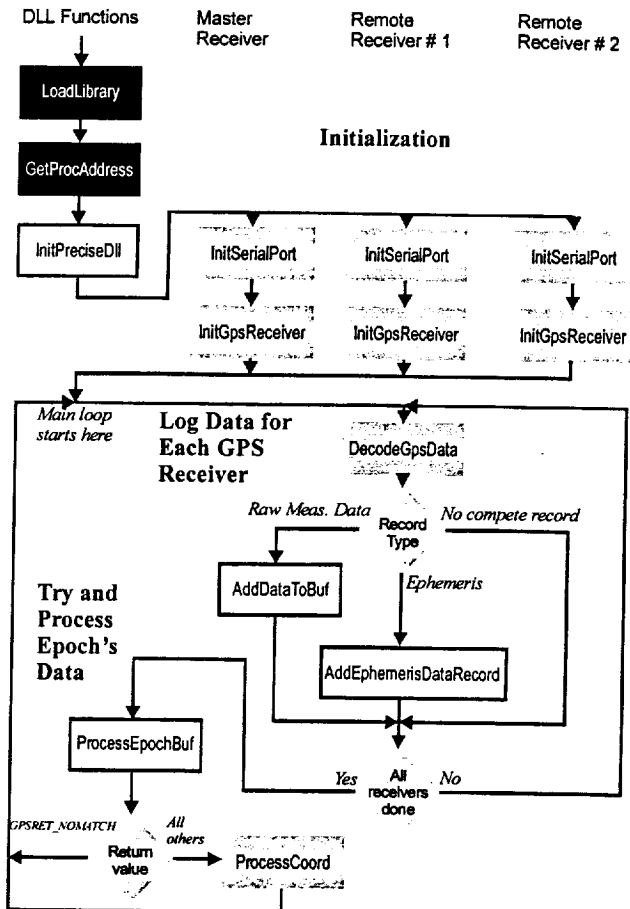 DLL Functions
Master
Receiver
Remote
Receiver # 1
Remote
Receiver # 2
LoadLibrary
Initialization
GetProcAddress
InitPreciseDll
InitSerialPort
InitSerialPort
InitSerialPort
InitGpsReceiver
InitGpsReceiver
InitGpsReceiver
Main loop
starts here
Log Data for
Each GPS
Receiver
DecodeGpsData
Raw Meas. Data
Record
Type
No compete record
AddDataToBuf
Ephemeris
Try and
Process
Epoch's
Data
AddEphemerisDataRecord
ProcessEpochBuf
Yes
All
receivers
done
No
GPSRET_NOMATCH
Return
value
All
others
ProcessCoord